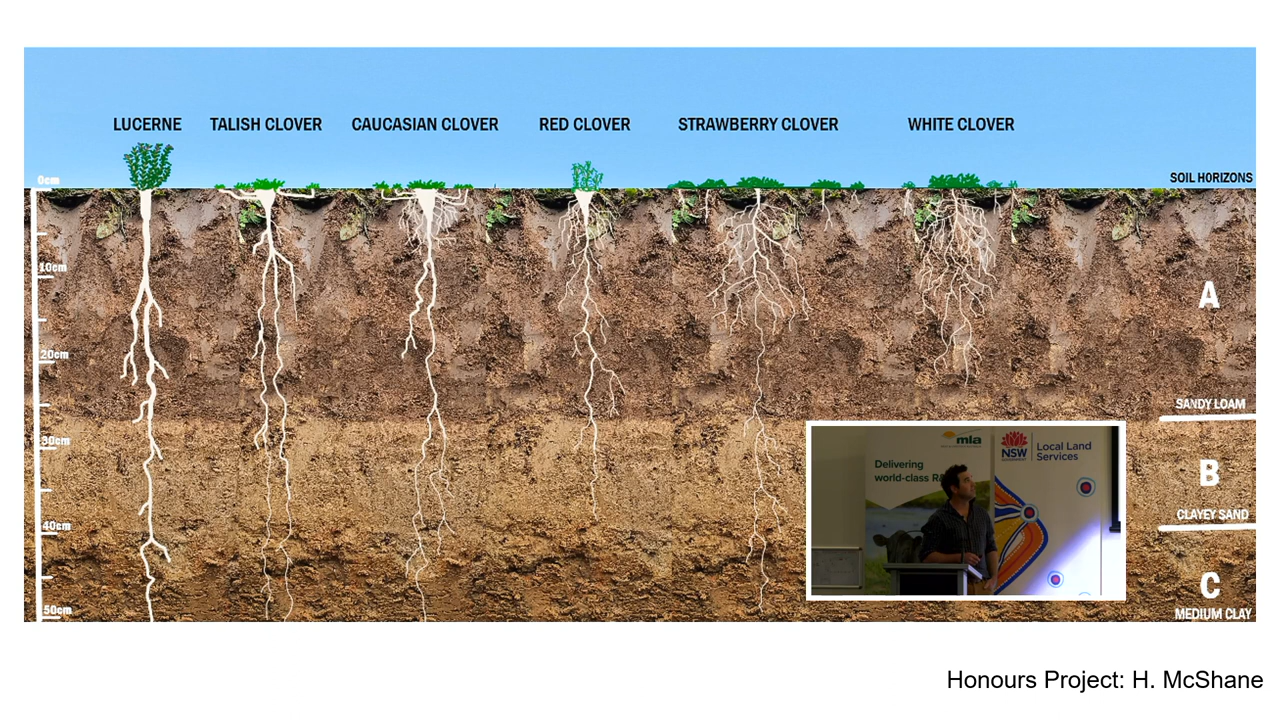 LUCERNE
TALISH CLOVER
CAUCASIAN CLOVER
RED CLOVER
STRAWBERRY CLOVER
WHITE CLOVER
0cm
SOIL HORIZONS
10cm
A
20cm
SANDY LOAM
30cm
B
CLAYEY SAND
40cm
C
50cm
MEDIUM CLAY
mla
NSW
Local Land
Services
Delivering
world-class
Honours Project: H. McShane